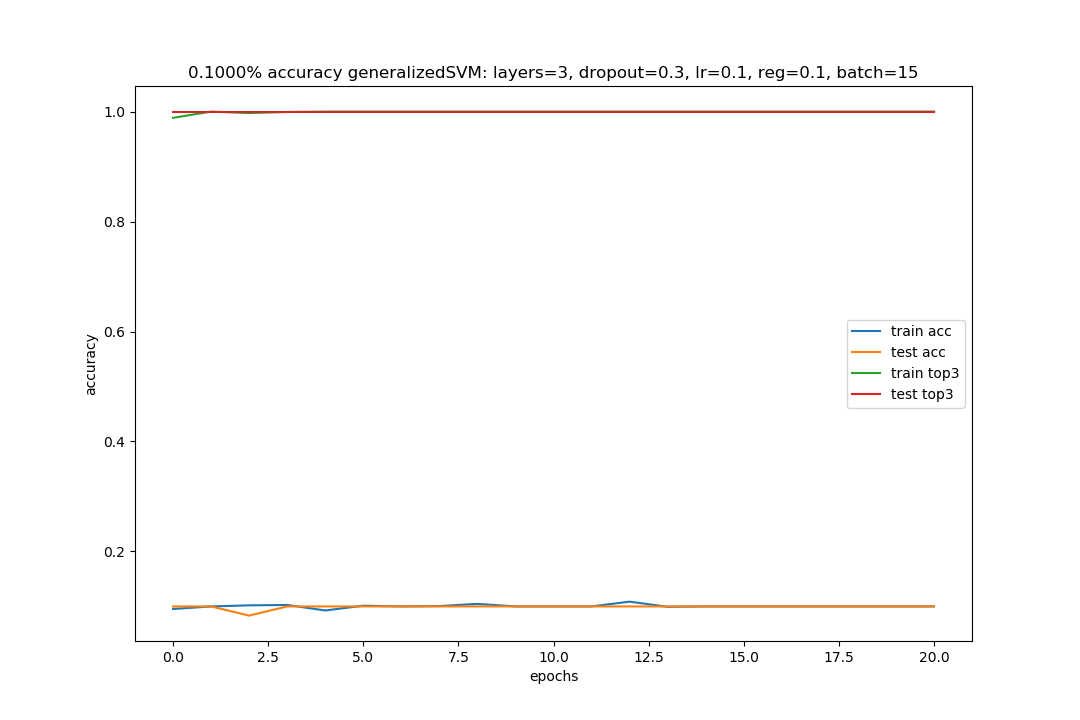 0.1000% accuracy generalizedSVM: layers=3, dropout=0.3, lr=0.1, reg=0.1, batch=15
1.0
0.8
0.6
0.4
0.2
accuracy
train acc
test acc
train top3
test top3
0.0 2.5 5.0 7.5 10.0 12.5 15.0 17.5 20.0
epochs